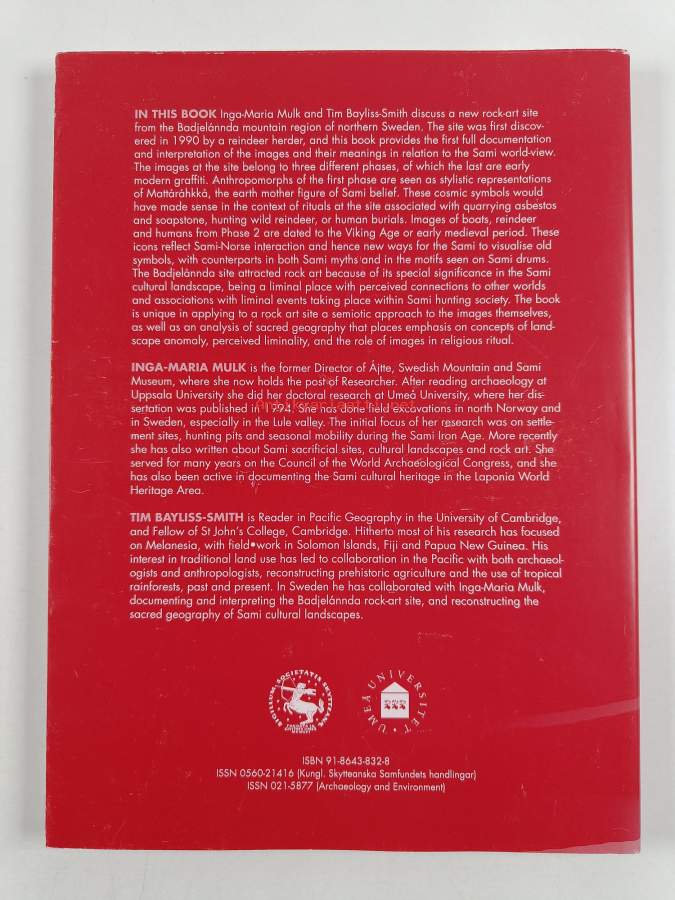 IN THIS BOOK Inga-Maria Mulk and Tim Bayliss-Smith discuss a new rock-art site
from the Badjelánnda mountain region of northern Sweden. The site was first discov-
ered in 1990 by a reindeer herder, and this book provides the first full documentation
and interpretation of the images and their meanings in relation to the Sami world-view.
The images at the site belong to three different phases, of which the last are early
modern graffiti. Anthropomorphs of the first phase are seen as stylistic representations
of Máttaráhkká, the earth mother figure of Sami belief. These cosmic symbols would
have made sense in the context of rituals at the site associated with quarrying asbestos
and soapstone, hunting wild reindeer, or human burials. Images of boats, reindeer
and humans from Phase 2 are dated to the Viking Age or early medieval period. These
icons reflect Sami-Norse interaction and hence new ways for the Sami to visualise old
symbols, with counterparts in both Sami myths and in the motifs seen on Sami drums.
The Badjelánnda site attracted rock art because of its special significance in the Sami
cultural landscape, being a liminal place with perceived connections to other worlds
and associations with liminal events taking place within Sami hunting society. The book
is unique in applying to a rock art site a semiotic approach to the images themselves,
as well as an analysis of sacred geography that places emphasis on concepts of land-
scape anomaly, perceived liminality, and the role of images in religious ritual.
INGA-MARIA MULK is the former Director of Ájtte, Swedish Mountain and Sami
Museum, where she now holds the post of Researcher. After reading archaeology at
Uppsala University she did her doctoral research at Umeå University, where her dis-
sertation was published in 1994. She has done field excavations in north Norway and
in Sweden, especially in the Lule valley. The initial focus of her research was on settle-
ment sites, hunting pits and seasonal mobility during the Sami Iron Age. More recently
she has also written about Sami sacrificial sites, cultural landscapes and rock art. She
served for many years on the Council of the World Archaeological Congress, and she
has also been active in documenting the Sami cultural heritage in the Laponia World
Heritage Area.
TIM BAYLISS-SMITH is Reader in Pacific Geography in the University of Cambridge,
and Fellow of St John's College, Cambridge. Hitherto most of his research has focused
on Melanesia, with field•work in Solomon Islands, Fiji and Papua New Guinea. His
interest in traditional land use has led to collaboration in the Pacific with both archaeol-
ogists and anthropologists, reconstructing prehistoric agriculture and the use of tropical
rainforests, past and present. In Sweden he has collaborated with Inga-Maria Mulk,
documenting and interpreting the Badjelánnda rock-art site, and reconstructing the
sacred geography of Sami cultural landscapes.
SIGILLUM SOCIETATIS SKYTTEANAE
UMEÅ UNIVERSITET
ISBN 91-8643-832-8
ISSN 0560-21416 (Kungl. Skytteanska Samfundets handlingar)
ISSN 021-5877 (Archaeology and Environment)